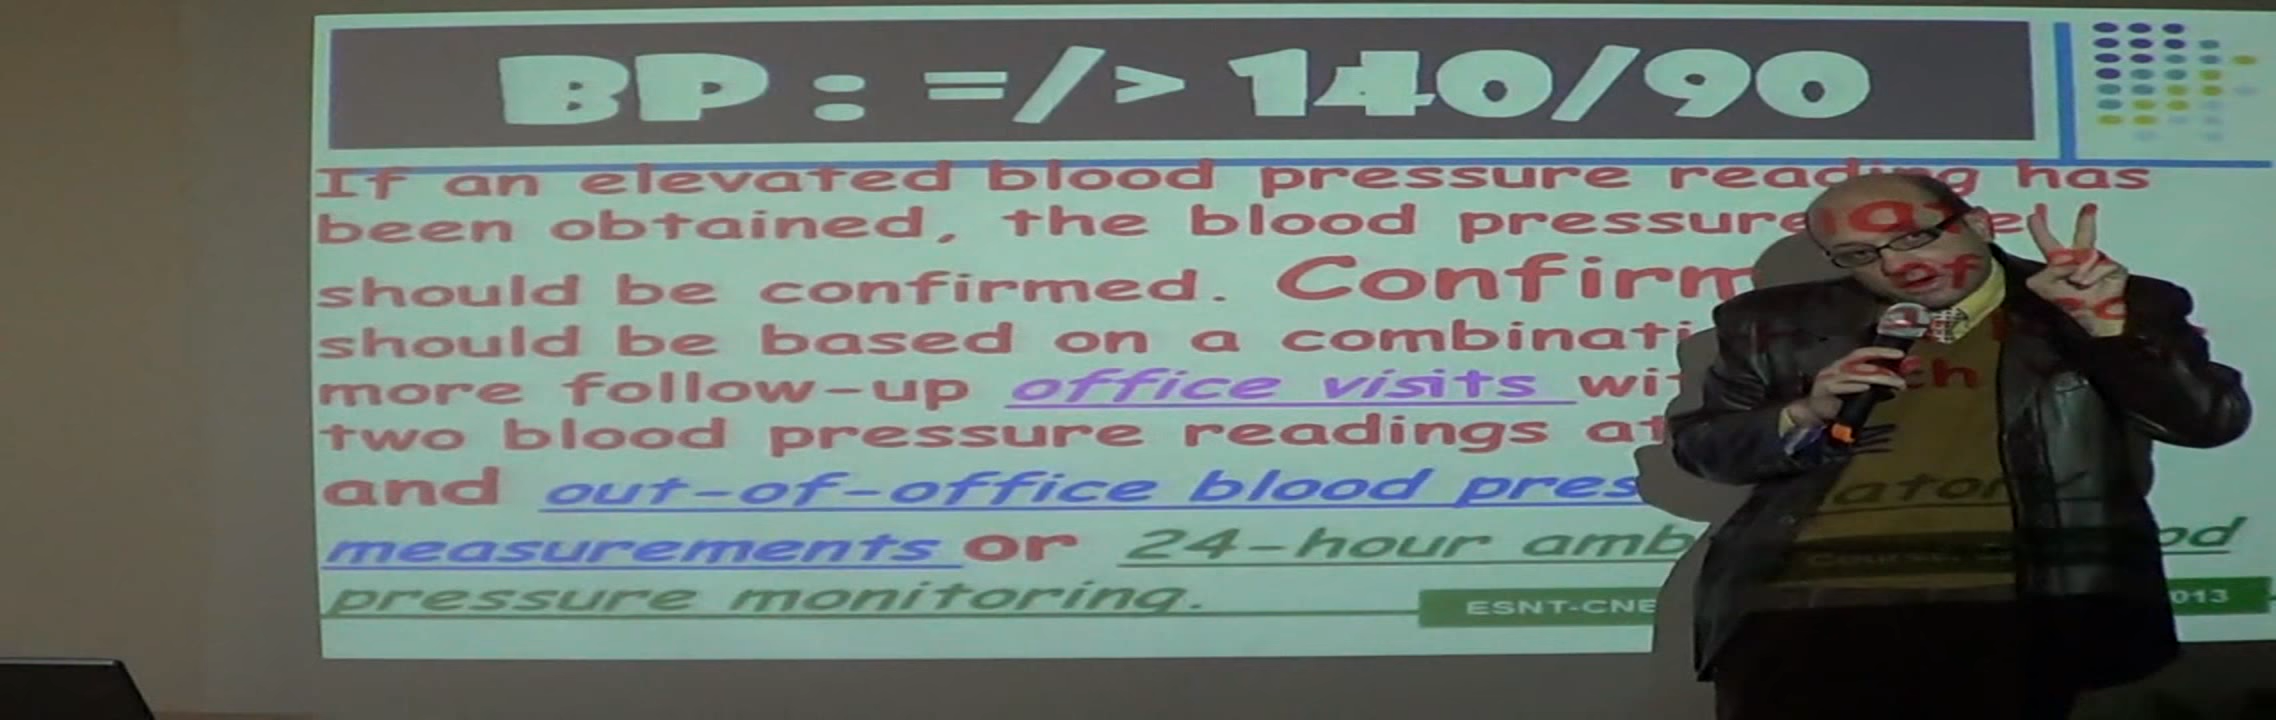 BP : =/> 140/90
If an elevated blood pressure reading has
been obtained, the blood pressure
should be confirmed. Confirm
should be based on a combinati
more follow-up office visits wit
two blood pressure readings at
and out-of-office blood pres
measurements or 24-hour amb
pressure monitoring.
ESNT-CNE 013